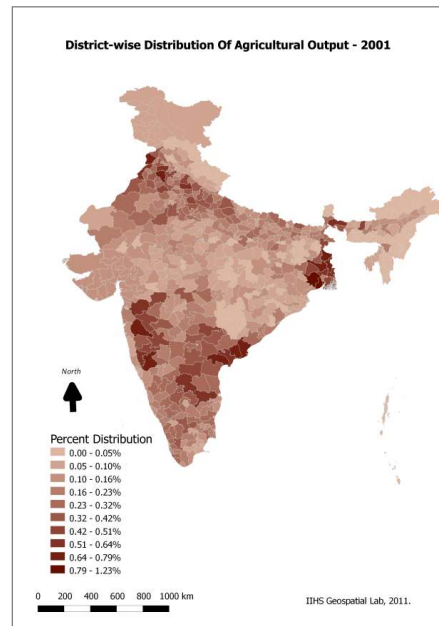 District-wise Distribution Of Agricultural Output - 2001
North
Percent Distribution
0.00 - 0.05%
0.05 - 0.10%
0.10 - 0.16%
0.16 - 0.23%
0.23 - 0.32%
0.32 - 0.42%
0.42 - 0.51%
0.51 - 0.64%
0.64 - 0.79%
0.79 - 1.23%
0 200 400 600 800 1000 km
IIHS Geospatial Lab, 2011.